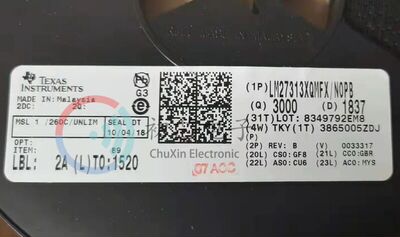 TEXAS
INSTRUMENTS
MADE IN: Malaysia
2DC: 2Q:
G3
MSL 1 /260C/UNLIM SEAL DT
10/04/18
OPT:
ITEM: 89
LBL: 2A (L)TO:1520
(1P) LM27313XQMFX/NOPB
(Q) 3000 (D) 1837
(31T)LOT: 8349792EM8
(4W) TKY(1T) 3865005ZDJ
(P)
(2P) REV: B (V) 0033317
(20L) CSO:GF8 (21L) CCO:GBR
(22L) ASO:CU6 (23L) ACO:MYS
ChuXin Electronic